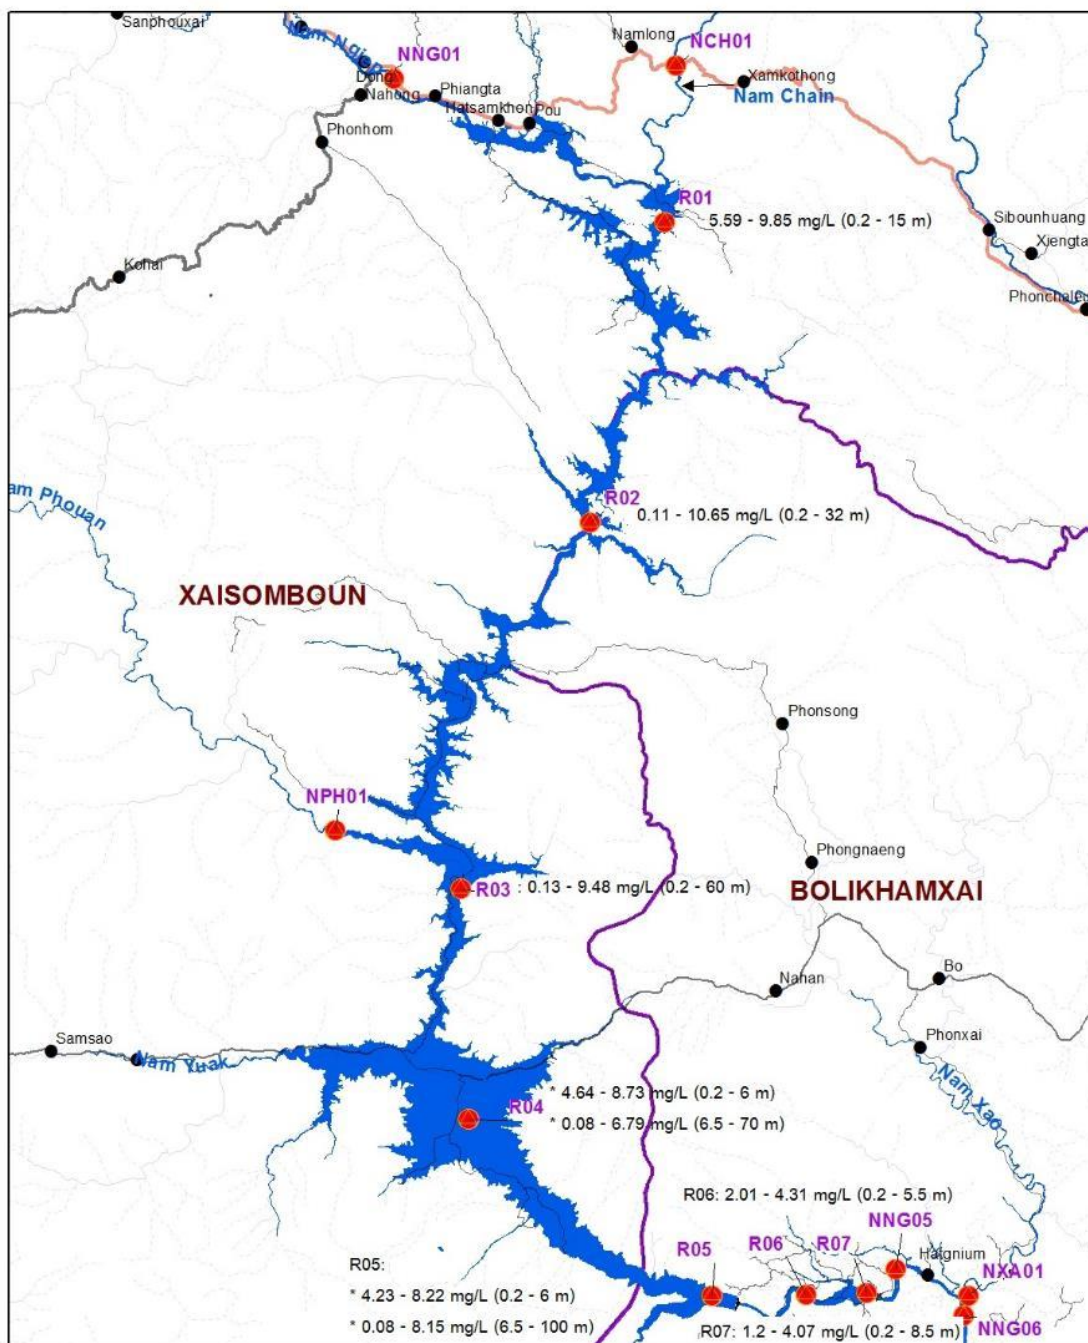 Sanphouxai
Nam Ngiep
NNG01
Namlong
NCH01
Dong
Nahong
Phiangta
Hatsamkhon
Pou
Xamkothong
Nam Chain
Phonhom
R01
5.59 - 9.85 mg/L (0.2 - 15 m)
Sibounhuang
Xiengta
Kohai
am Phouan
R02
0.11 - 10.65 mg/L (0.2 - 32 m)
XAISOMBOUN
Phonsong
NPH01
Phongnaeng
R03
: 0.13 - 9.48 mg/L (0.2 - 60 m)
BOLIKHAMXAI
Nahan
Bo
Samsao
Nam Yuak
Phonxai
Nam Xao
* 4.64 - 8.73 mg/L (0.2 - 6 m)
R04
* 0.08 - 6.79 mg/L (6.5 - 70 m)
R06: 2.01 - 4.31 mg/L (0.2 - 5.5 m)
NNG05
R05
R06
R07
NXA01
R05:
* 4.23 - 8.22 mg/L (0.2 - 6 m)
* 0.08 - 8.15 mg/L (6.5 - 100 m)
R07: 1.2 - 4.07 mg/L (0.2 - 8.5 m)
NNG06